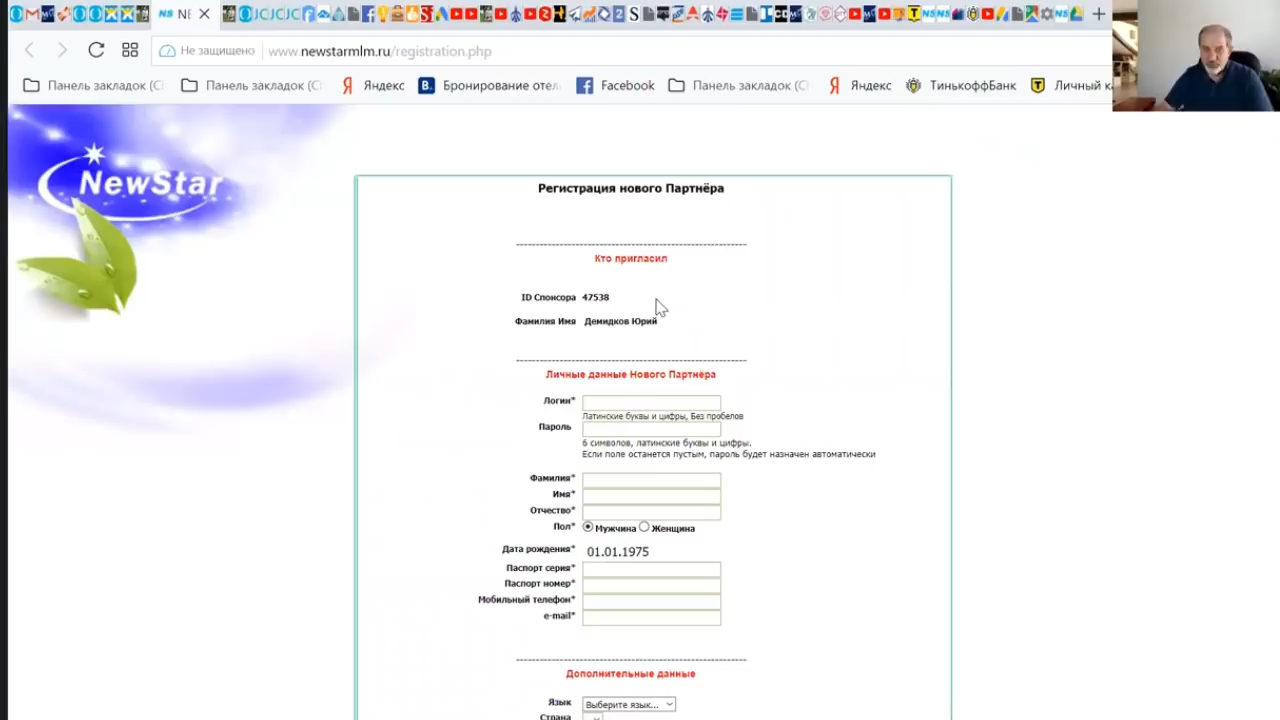 NS NE
Не защищено www.newstarmlm.ru/registration.php
Панель закладок (С Панель закладок (С Яндекс Бронирование отел Facebook Панель закладок (С Яндекс ТинькоффБанк Личный к
NewStar
Регистрация нового Партнёра
Кто пригласил
ID Спонсора 47538
Фамилия Имя Демидков Юрий
Личные данные Нового Партнёра
Логин*
Латинские буквы и цифры, Без пробелов
Пароль
6 символов, латинские буквы и цифры.
Если поле останется пустым, пароль будет назначен автоматически
Фамилия*
Имя*
Отчество*
Пол* Мужчина Женщина
Дата рождения* 01.01.1975
Паспорт серия*
Паспорт номер*
Мобильный телефон*
e-mail*
Дополнительные данные
Язык Выберите язык...
Страна